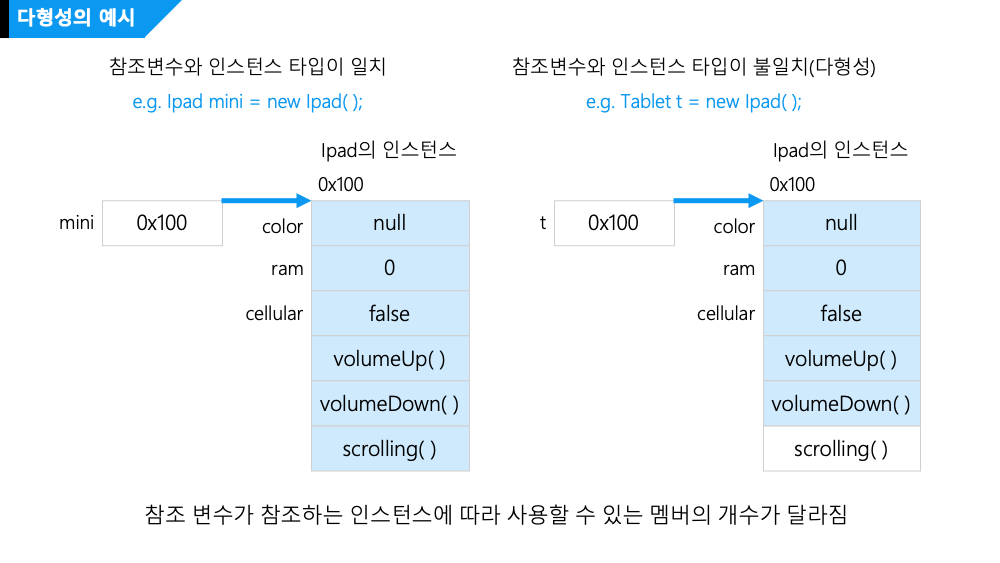 다형성의 예시
참조변수와 인스턴스 타입이 일치
e.g. Ipad mini = new Ipad( );
Ipad의 인스턴스
0x100
mini
0x100
color
null
ram
0
cellular
false
volumeUp( )
volumeDown( )
scrolling( )
참조변수와 인스턴스 타입이 불일치(다형성)
e.g. Tablet t = new Ipad( );
Ipad의 인스턴스
0x100
t
0x100
color
null
ram
0
cellular
false
volumeUp( )
volumeDown( )
scrolling( )
참조 변수가 참조하는 인스턴스에 따라 사용할 수 있는 멤버의 개수가 달라짐